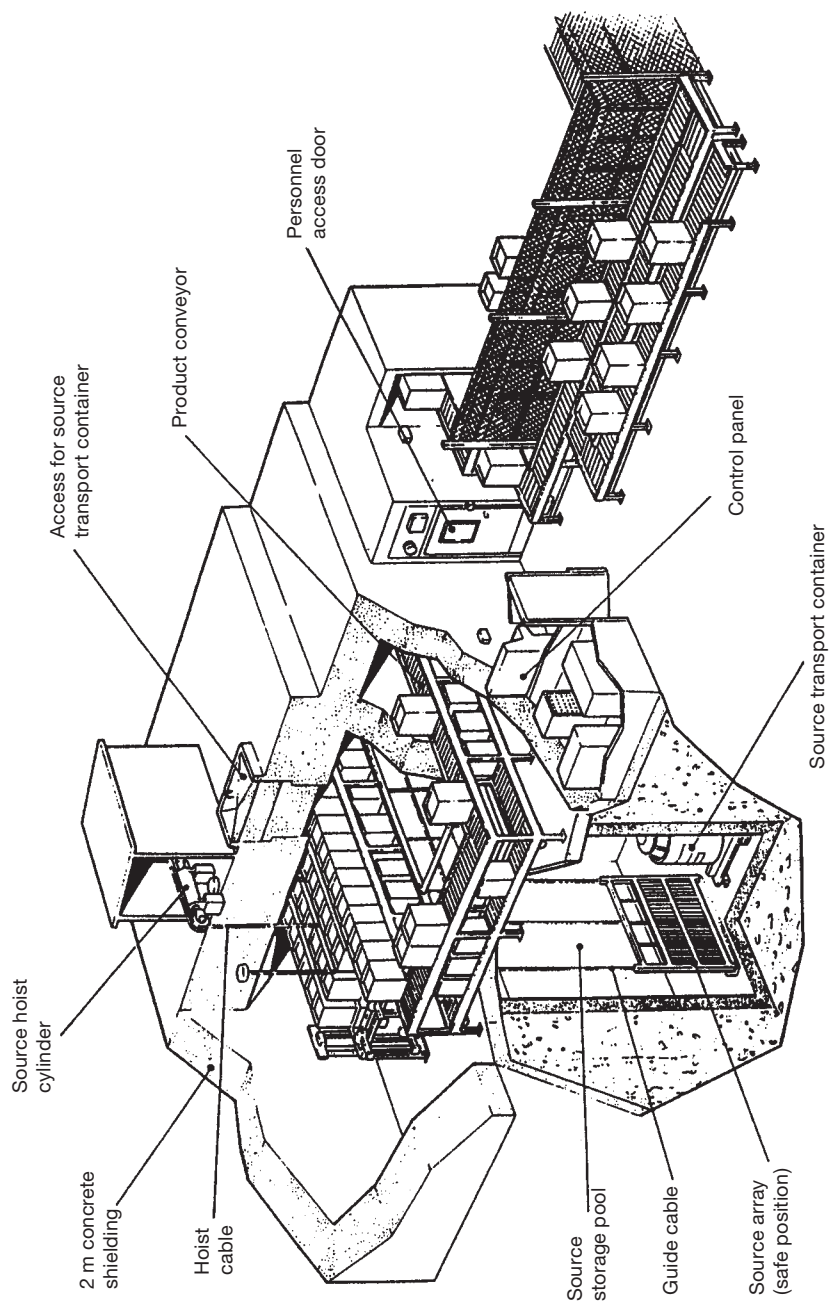 2 m concrete
shielding
Source hoist
cylinder
Hoist
cable
Access for source
transport container
Product conveyor
Personnel
access door
Source
storage pool
Guide cable
Source array
(safe position)
Control panel
Source transport container